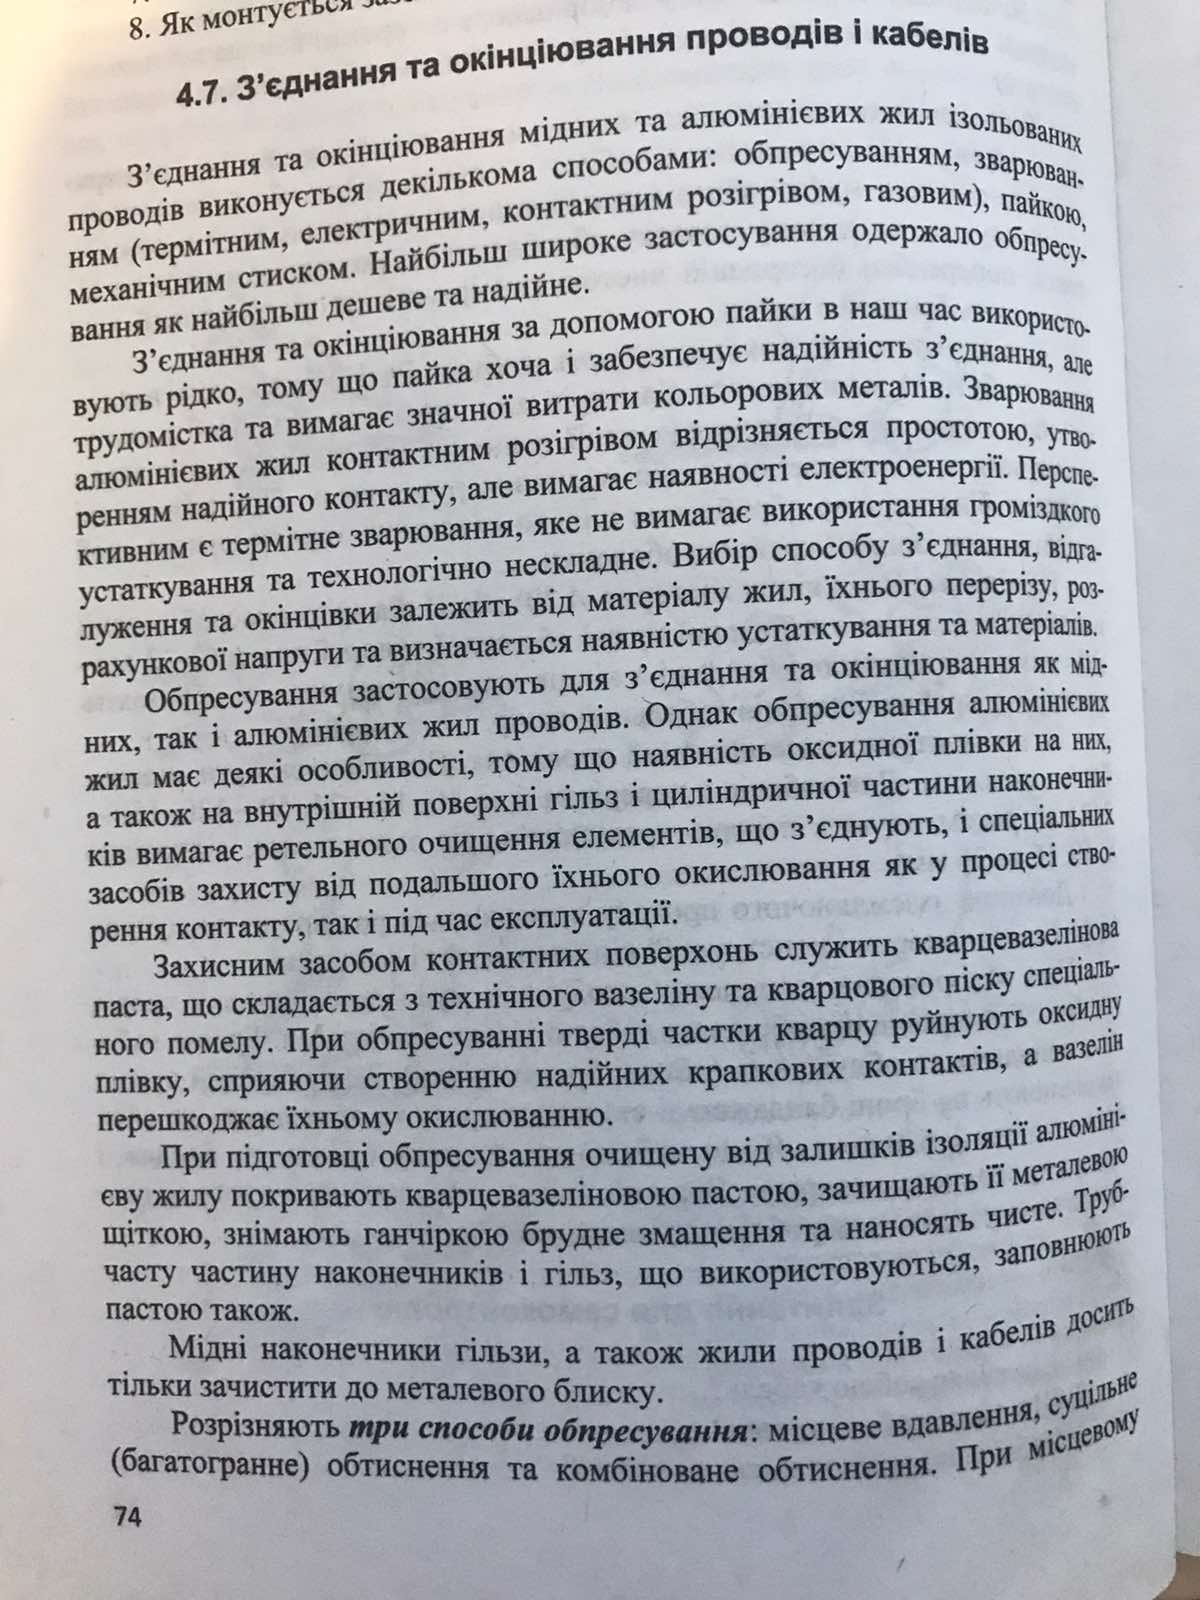 8. Як монтується
4.7. З’єднання та окінціювання проводів і кабелів
З’єднання та окінціювання мідних та алюмінієвих жил ізольованих
проводів виконується декількома способами: обпресуванням, зварюван-
ням (термітним, електричним, контактним розігрівом, газовим), пайкою,
механічним стиском. Найбільш широке застосування одержало обпресу-
вання як найбільш дешеве та надійне.
З’єднання та окінціювання за допомогою пайки в наш час використо-
вують рідко, тому що пайка хоча і забезпечує надійність з’єднання, але
трудомістка та вимагає значної витрати кольорових металів. Зварювання
алюмінієвих жил контактним розігрівом відрізняється простотою, утво-
ренням надійного контакту, але вимагає наявності електроенергії. Перспе-
ктивним є термітне зварювання, яке не вимагає використання громіздкого
устаткування та технологічно нескладне. Вибір способу з’єднання, відга-
луження та окінцівки залежить від матеріалу жил, їхнього перерізу, роз-
рахункової напруги та визначається наявністю устаткування та матеріалів.
Обпресування застосовують для з’єднання та окінціювання як мід-
них, так і алюмінієвих жил проводів. Однак обпресування алюмінієвих
жил має деякі особливості, тому що наявність оксидної плівки на них,
а також на внутрішній поверхні гільз і циліндричної частини наконечни-
ків вимагає ретельного очищення елементів, що з’єднують, і спеціальних
засобів захисту від подальшого їхнього окислювання як у процесі ство-
рення контакту, так і під час експлуатації.
Захисним засобом контактних поверхонь служить кварцевазелінова
паста, що складається з технічного вазеліну та кварцового піску спеціаль-
ного помелу. При обпресуванні тверді частки кварцу руйнують оксидну
плівку, сприяючи створенню надійних крапкових контактів, а вазелін
перешкоджає їхньому окислюванню.
При підготовці обпресування очищену від залишків ізоляції алюміні-
єву жилу покривають кварцевазеліновою пастою, зачищають її металевою
щіткою, знімають ганчіркою брудне змащення та наносять чисте. Труб-
часту частину наконечників і гільз, що використовуються, заповнюють
пастою також.
Мідні наконечники гільзи, а також жили проводів і кабелів досить
тільки зачистити до металевого блиску.
Розрізняють три способи обпресування: місцеве вдавлення, суцільне
(багатогранне) обтиснення та комбіноване обтиснення. При місцевому
74